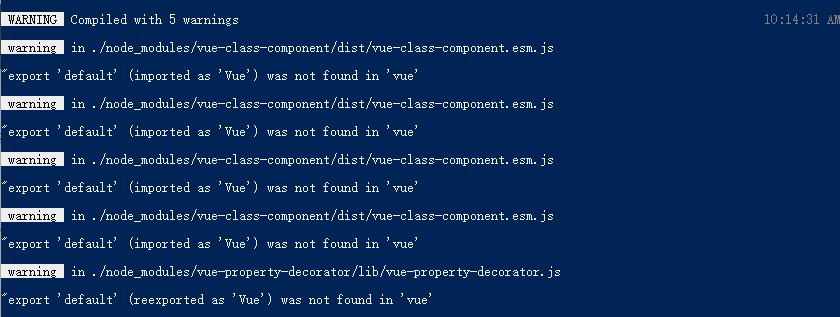 WARNING Compiled with 5 warnings 10:14:31 AM
warning in ./node_modules/vue-class-component/dist/vue-class-component.esm.js
"export 'default' (imported as 'Vue') was not found in 'vue'
warning in ./node_modules/vue-class-component/dist/vue-class-component.esm.js
"export 'default' (imported as 'Vue') was not found in 'vue'
warning in ./node_modules/vue-class-component/dist/vue-class-component.esm.js
"export 'default' (imported as 'Vue') was not found in 'vue'
warning in ./node_modules/vue-class-component/dist/vue-class-component.esm.js
"export 'default' (imported as 'Vue') was not found in 'vue'
warning in ./node_modules/vue-property-decorator/lib/vue-property-decorator.js
"export 'default' (reexported as 'Vue') was not found in 'vue'